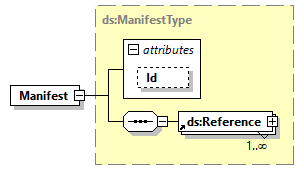 ds:ManifestType
attributes
Id
Manifest
ds:Reference
1..∞